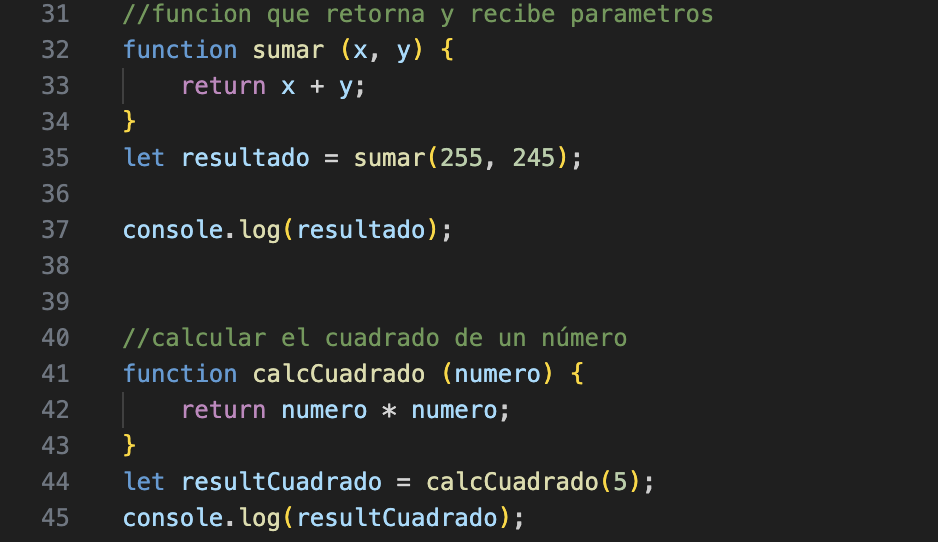 31 //funcion que retorna y recibe parametros
32 function sumar (x, y) {
33     return x + y;
34 }
35 let resultado = sumar(255, 245);
36
37 console.log(resultado);
38
39
40 //calcular el cuadrado de un número
41 function calcCuadrado (numero) {
42     return numero * numero;
43 }
44 let resultCuadrado = calcCuadrado(5);
45 console.log(resultCuadrado);